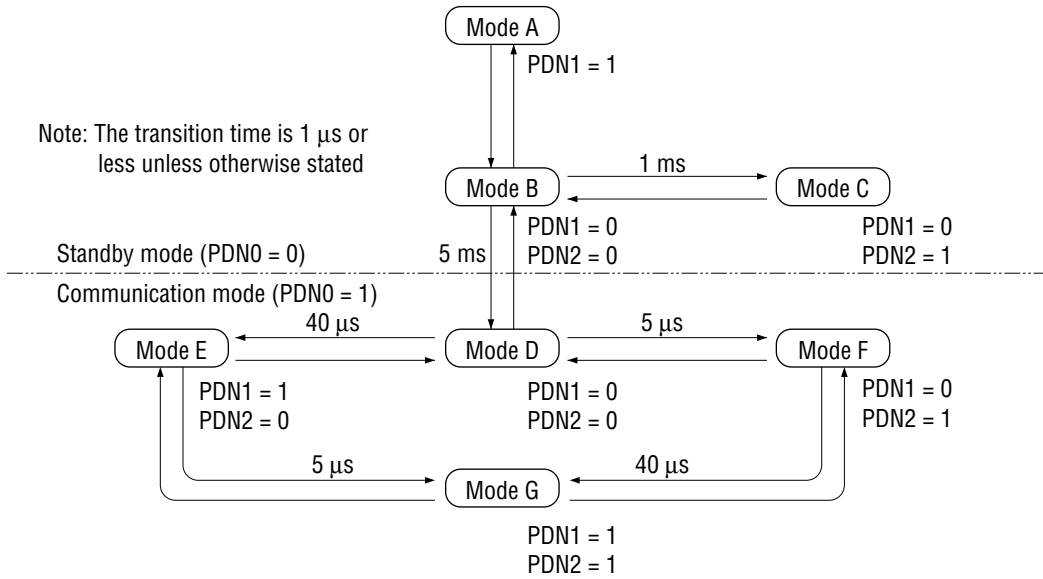 Mode A
PDN1 = 1
Note: The transition time is 1 μs or
less unless otherwise stated
1 ms
Mode B
Mode C
PDN1 = 0
PDN2 = 0
PDN1 = 0
PDN2 = 1
Standby mode (PDN0 = 0)
5 ms
Communication mode (PDN0 = 1)
40 μs
5 μs
Mode E
Mode D
Mode F
PDN1 = 1
PDN2 = 0
PDN1 = 0
PDN2 = 0
PDN1 = 0
PDN2 = 1
5 μs
40 μs
Mode G
PDN1 = 1
PDN2 = 1